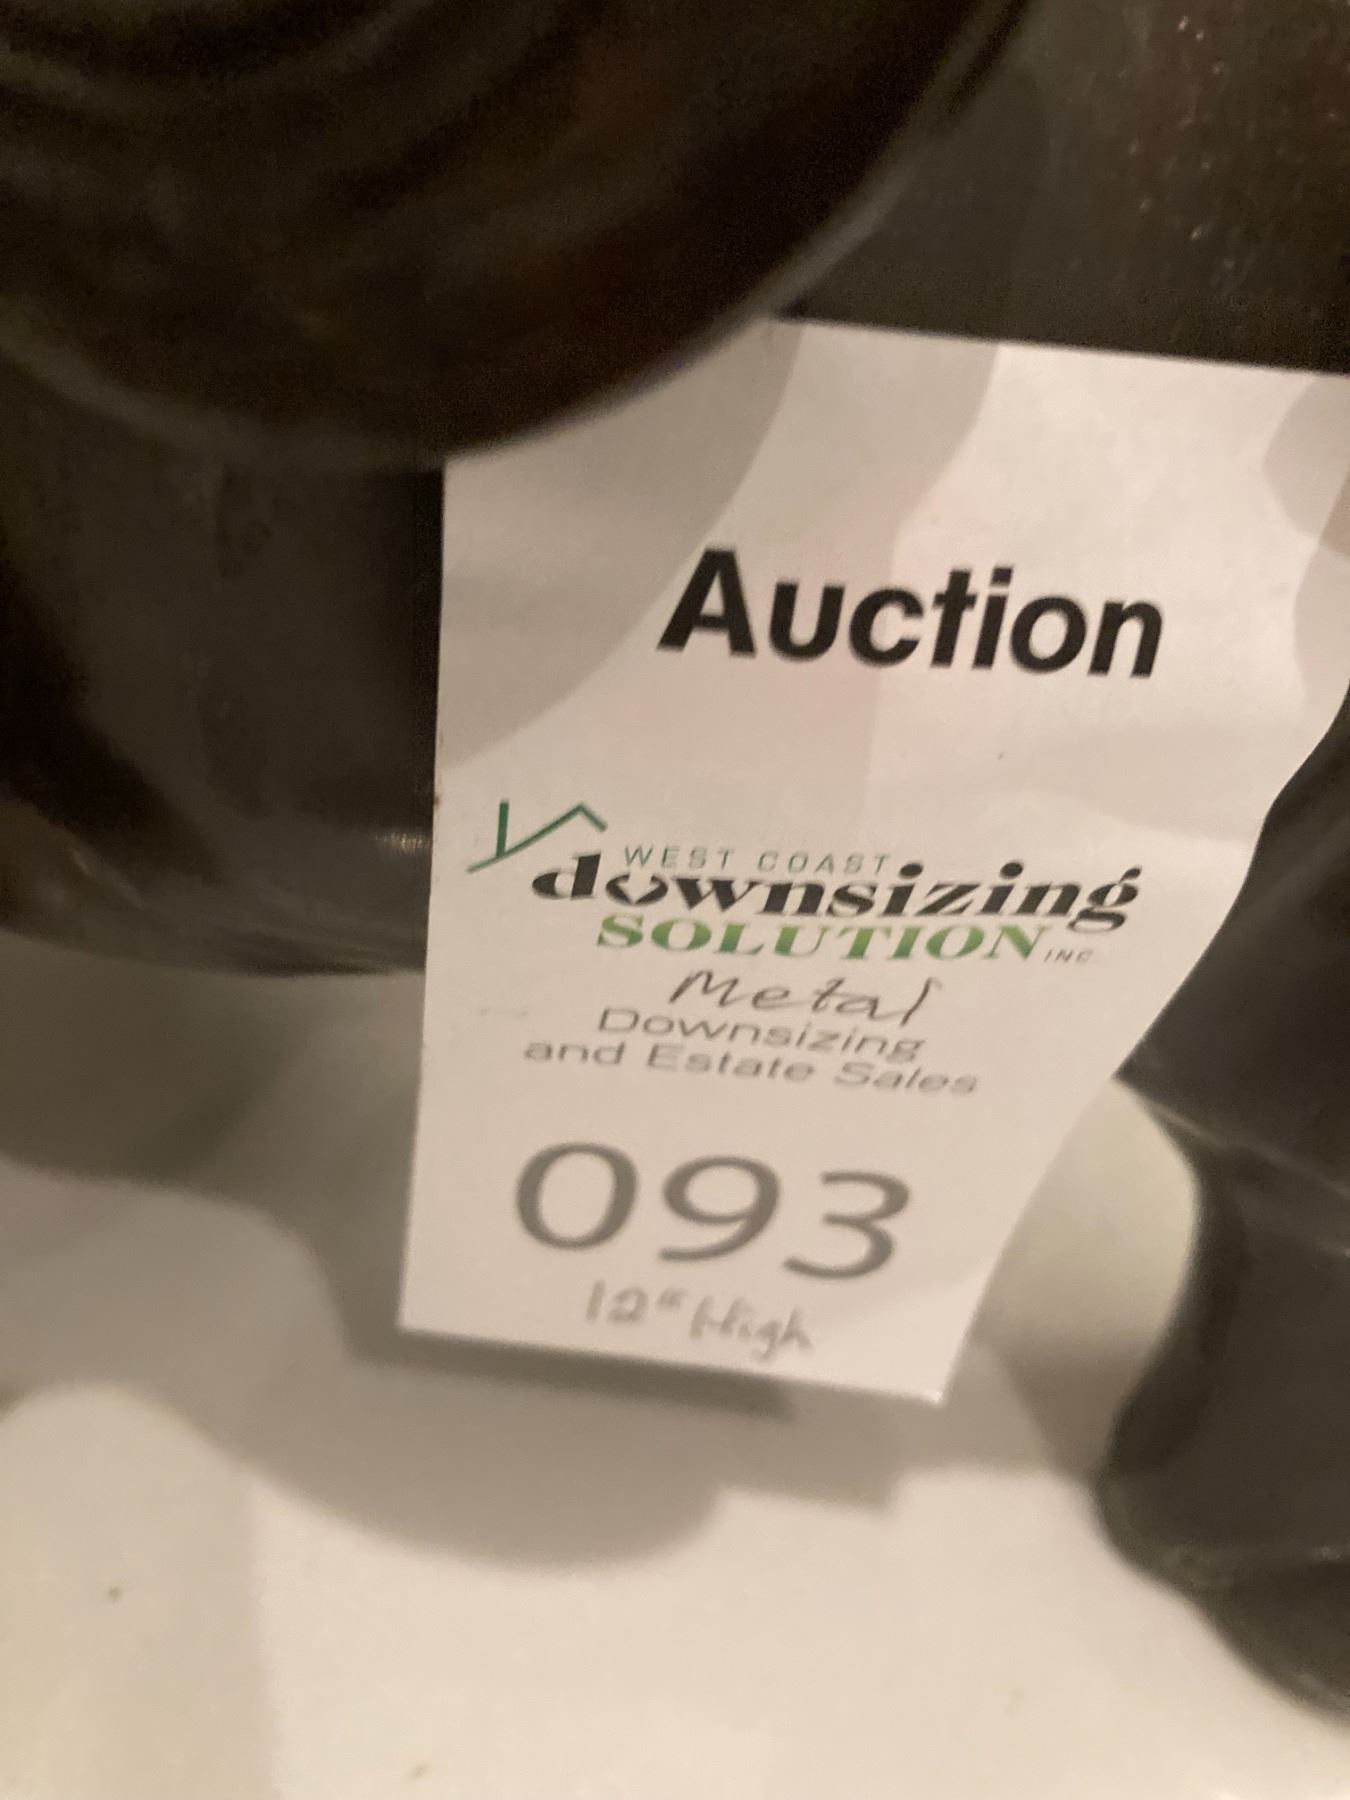 Auction
WEST COAST
downsizing
SOLUTION INC
Metal
Downsizing
and Estate Sales
093
12" High